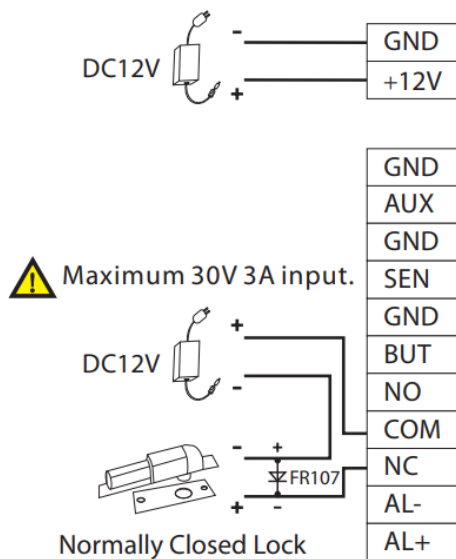 -
GND
DC12V
+
+12V
GND
AUX
GND
! Maximum 30V 3A input.
SEN
GND
+
BUT
DC12V
-
NO
COM
- +
NC
FR107
+ -
AL-
Normally Closed Lock
AL+